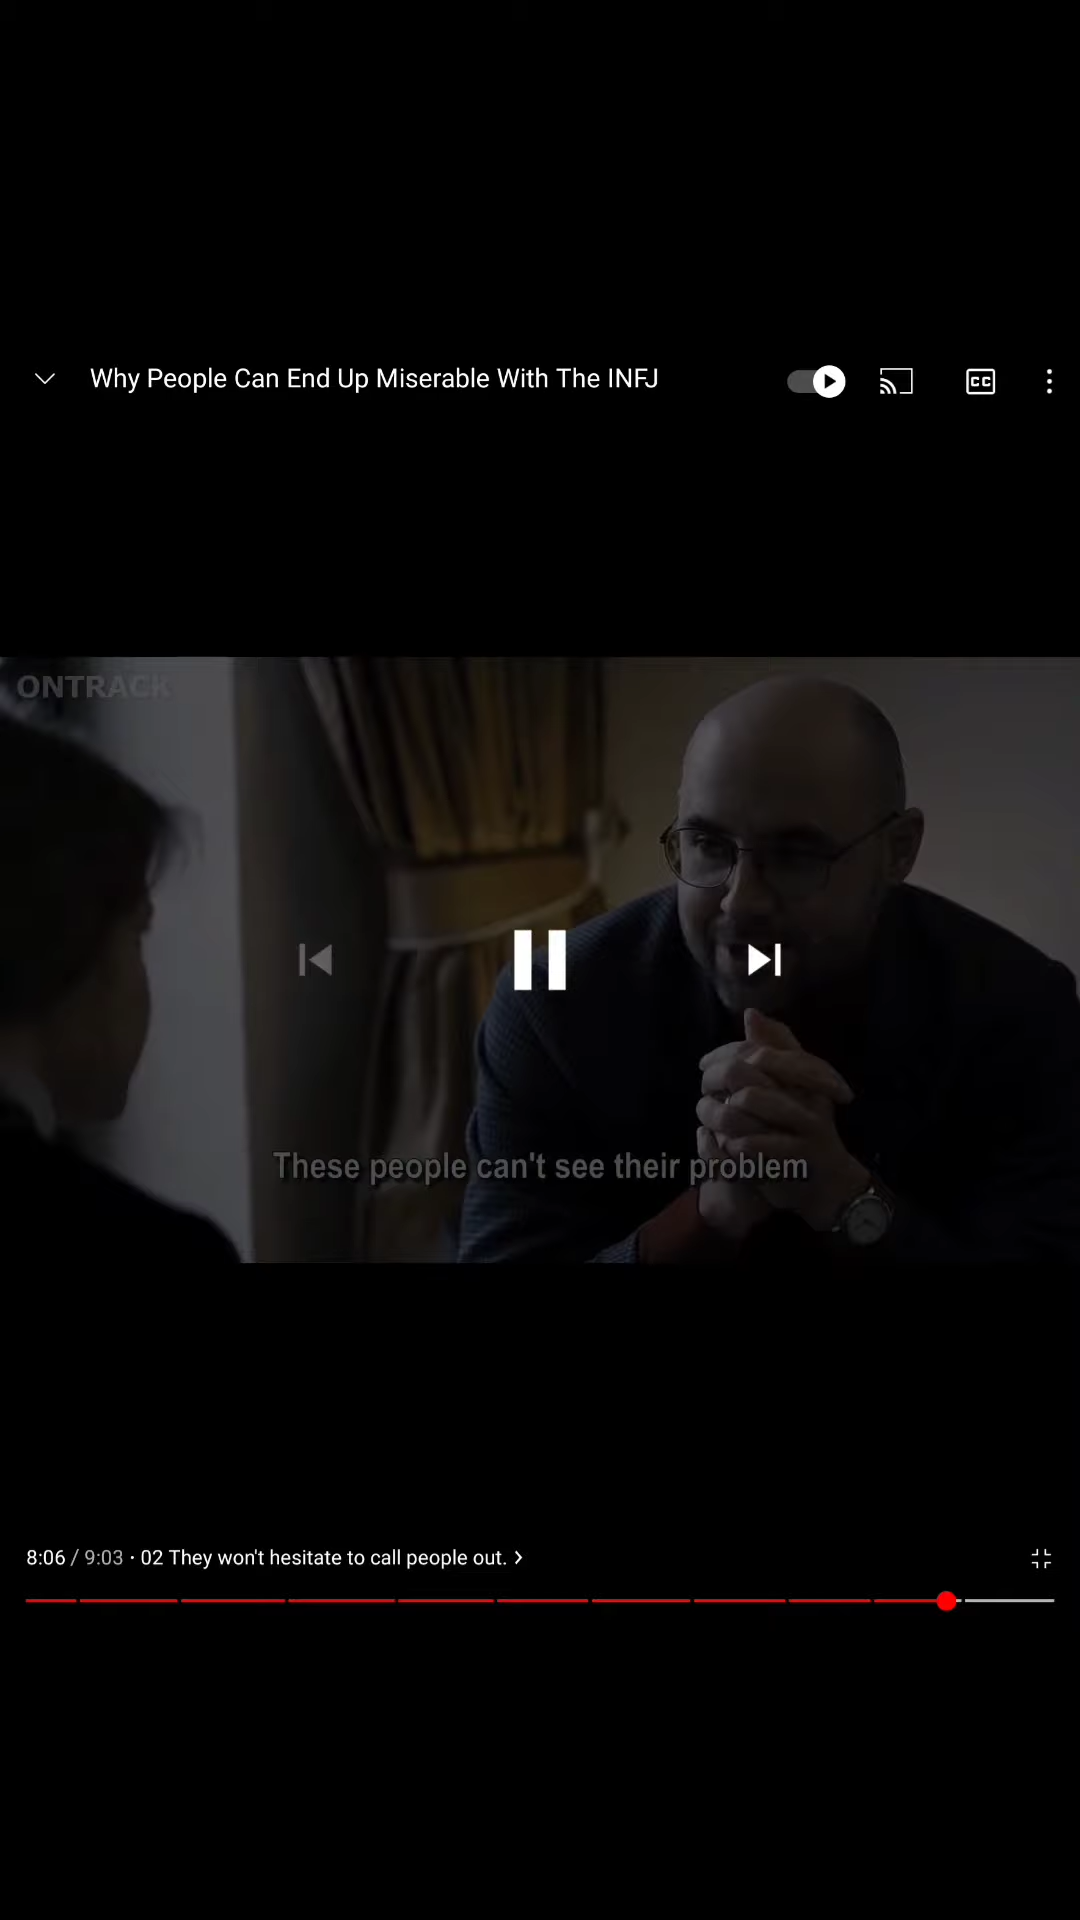 Why People Can End Up Miserable With The INFJ
CC
ONTRACK
These people can't see their problem
8:06 / 9:03 · 02 They won't hesitate to call people out. >